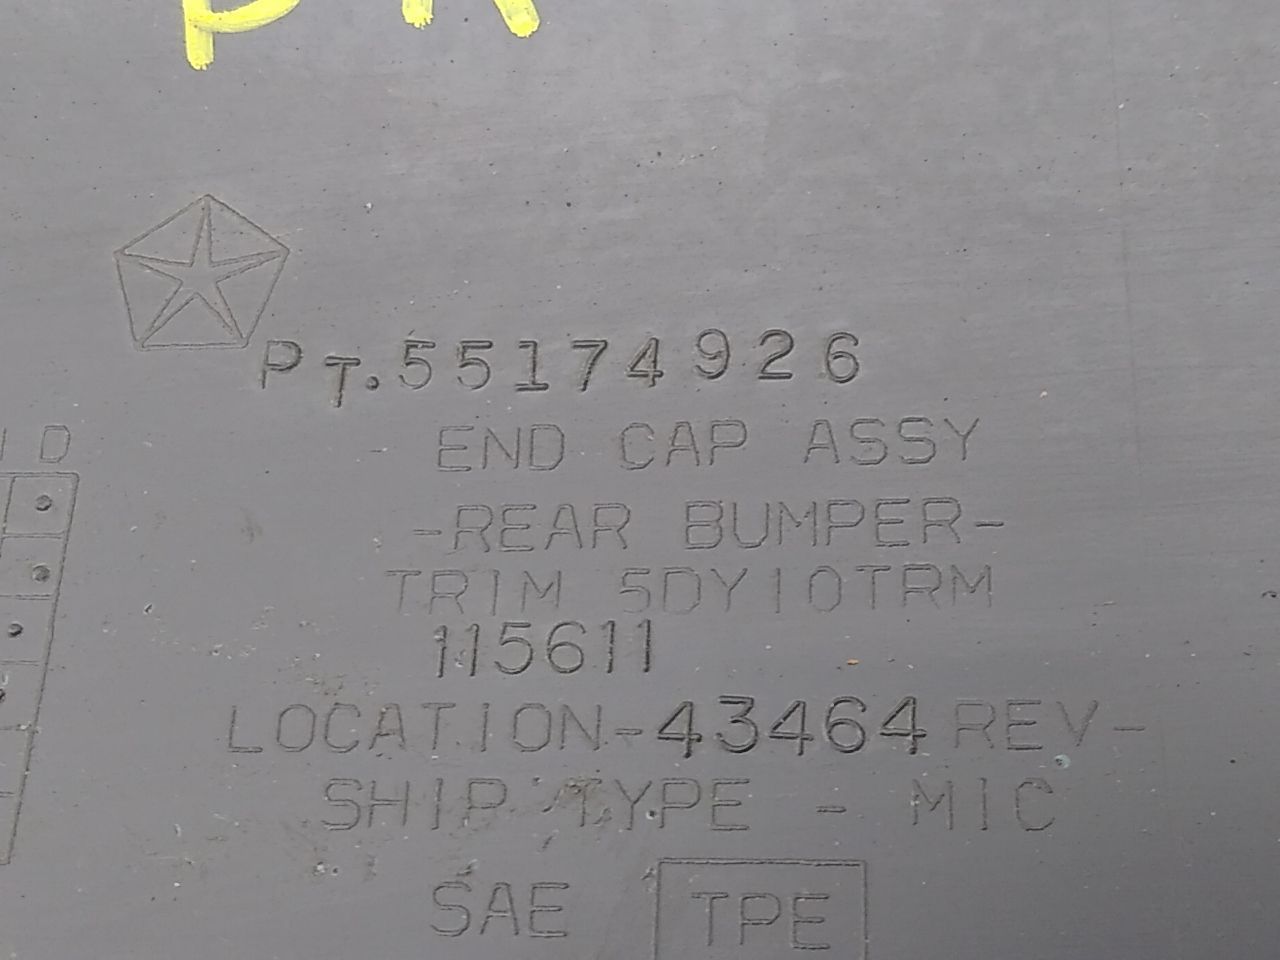 PT.55174926
END CAP ASSY
-REAR BUMPER-
TRIM 5DY10TRM
115611
LOCATION-43464 REV-
SHIP TYPE - MIC
SAE TPE